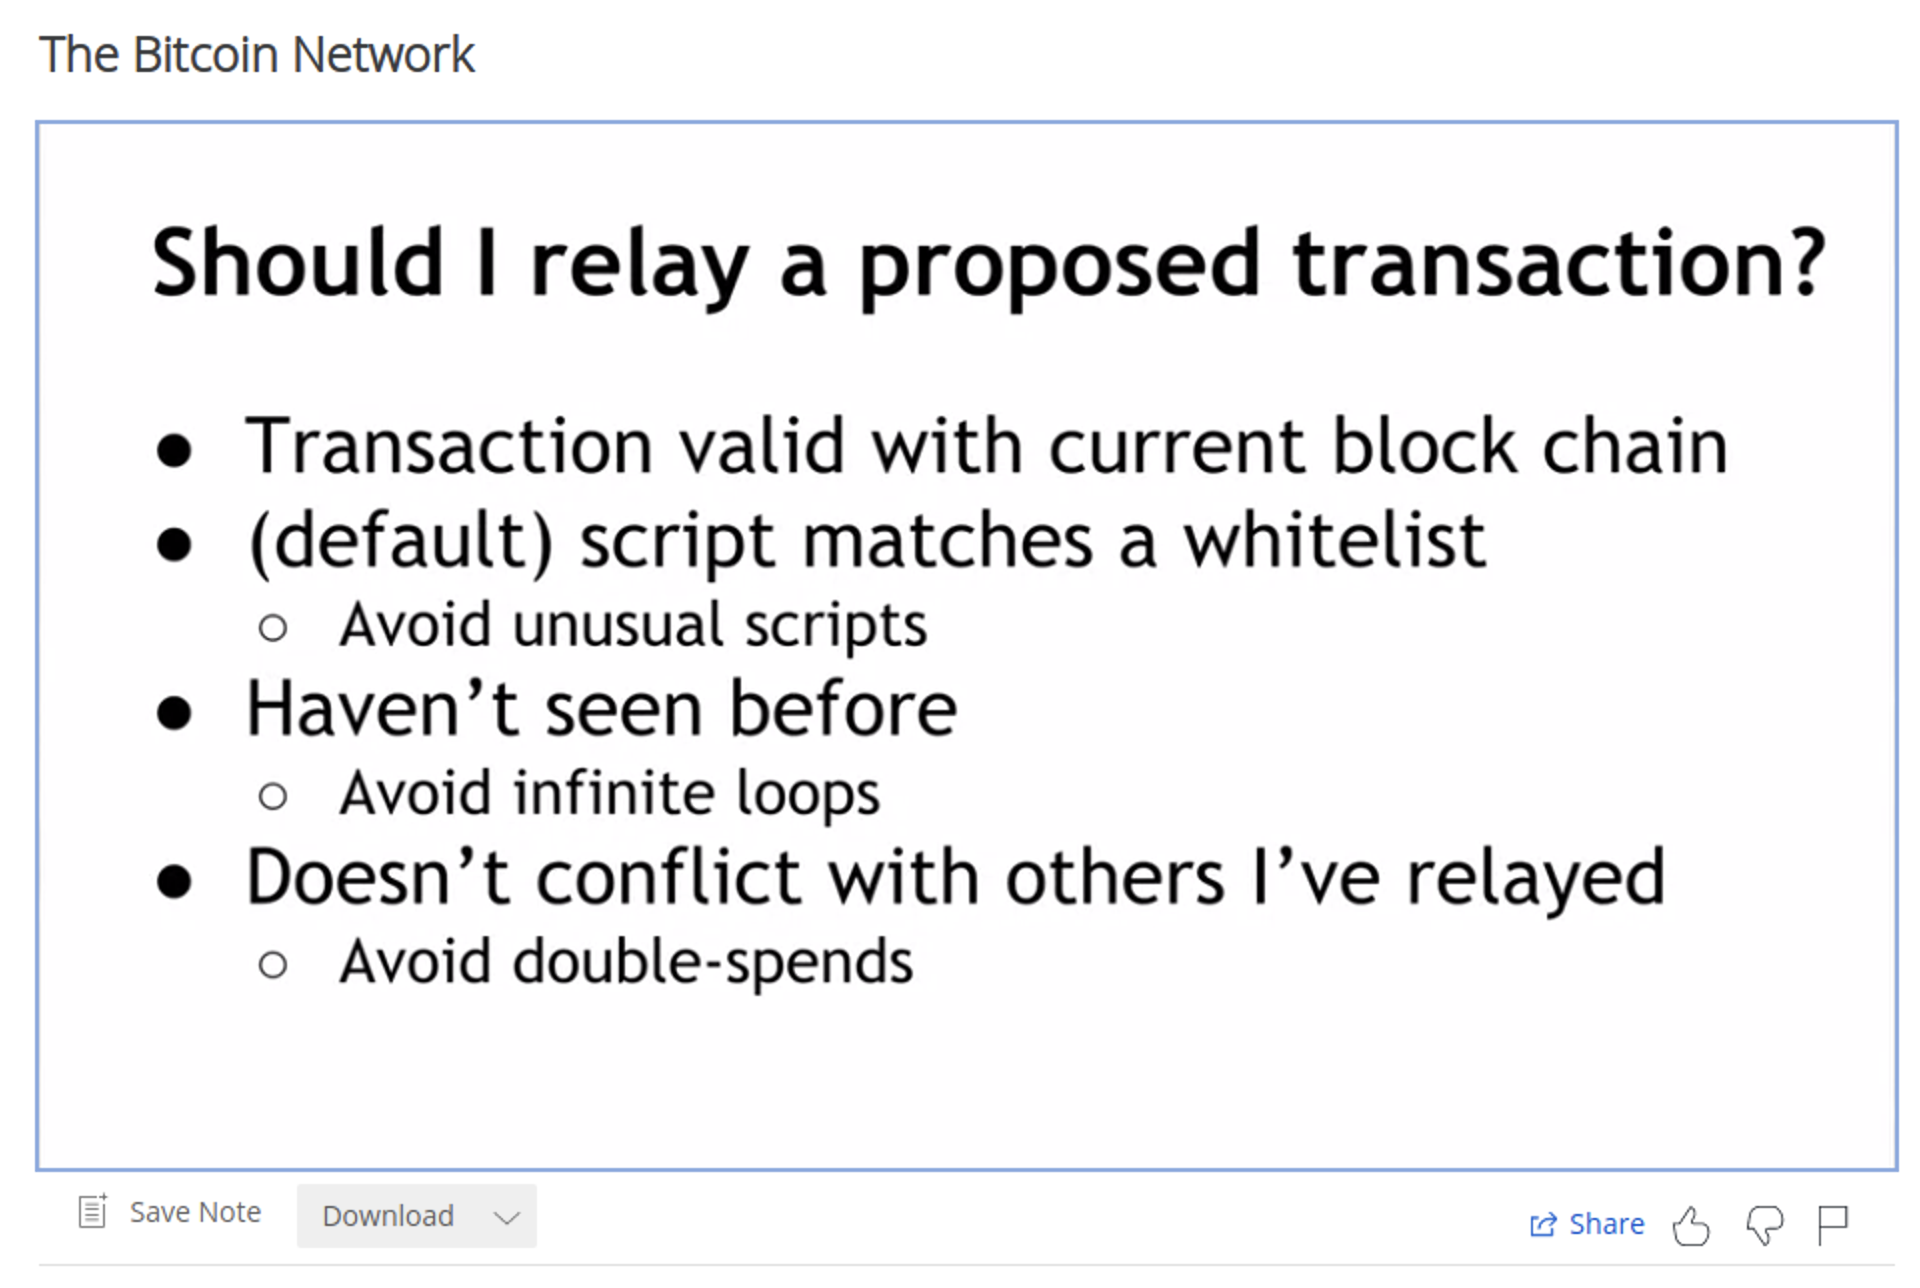 The Bitcoin Network
Should I relay a proposed transaction?
● Transaction valid with current block chain
● (default) script matches a whitelist
○ Avoid unusual scripts
● Haven’t seen before
○ Avoid infinite loops
● Doesn’t conflict with others I’ve relayed
○ Avoid double-spends
Save Note Download Share